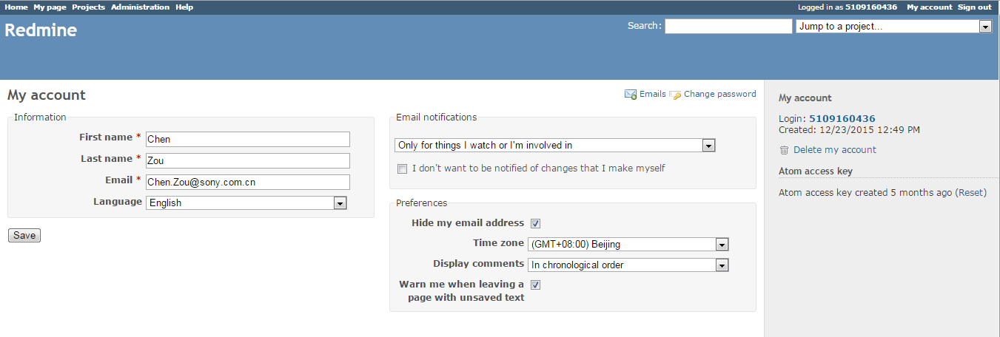 Home My page Projects Administration Help
Logged in as 5109160436 My account Sign out
Redmine
Search:
Jump to a project...
My account
Emails Change password
Information
First name * Chen
Last name * Zou
Email * Chen.Zou@sony.com.cn
Language English
Save
Email notifications
Only for things I watch or I'm involved in
I don't want to be notified of changes that I make myself
Preferences
Hide my email address
Time zone (GMT+08:00) Beijing
Display comments In chronological order
Warn me when leaving a
page with unsaved text
My account
Login: 5109160436
Created: 12/23/2015 12:49 PM
Delete my account
Atom access key
Atom access key created 5 months ago (Reset)